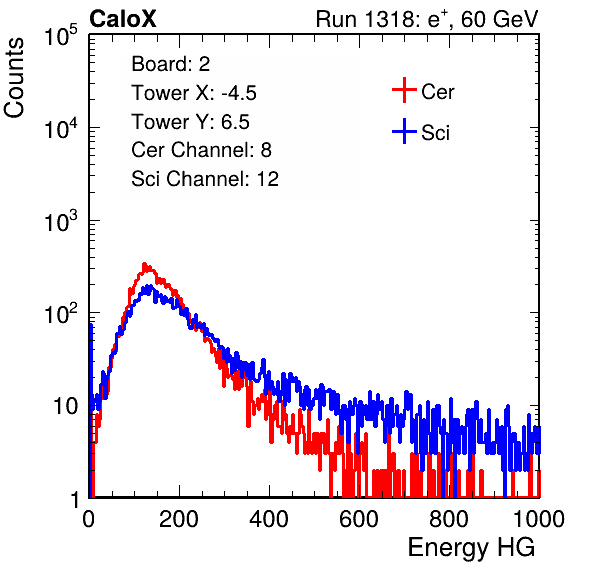 CaloX Run 1318: e⁺, 60 GeV
Counts
Board: 2
Tower X: -4.5
Tower Y: 6.5
Cer Channel: 8
Sci Channel: 12
Cer
Sci
10⁵
10⁴
10³
10²
10
1
0 200 400 600 800 1000
Energy HG